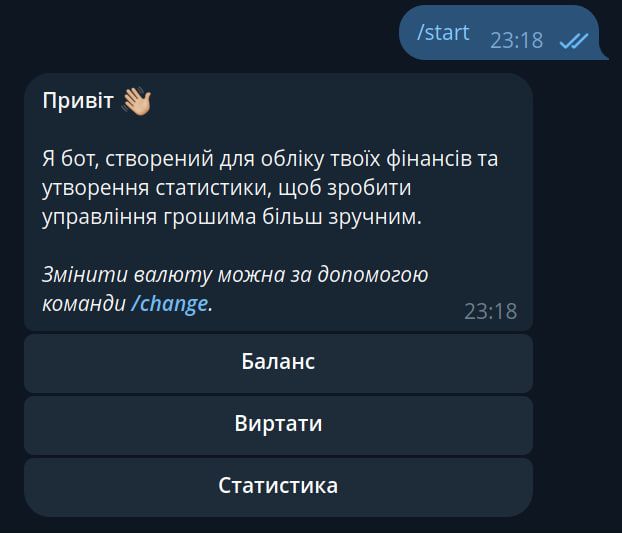 /start 23:18
Привіт 👋🏼
Я бот, створений для обліку твоїх фінансів та
утворення статистики, щоб зробити
управління грошима більш зручним.
Змінити валюту можна за допомогою
команди /change.
23:18
Баланс
Виртати
Статистика